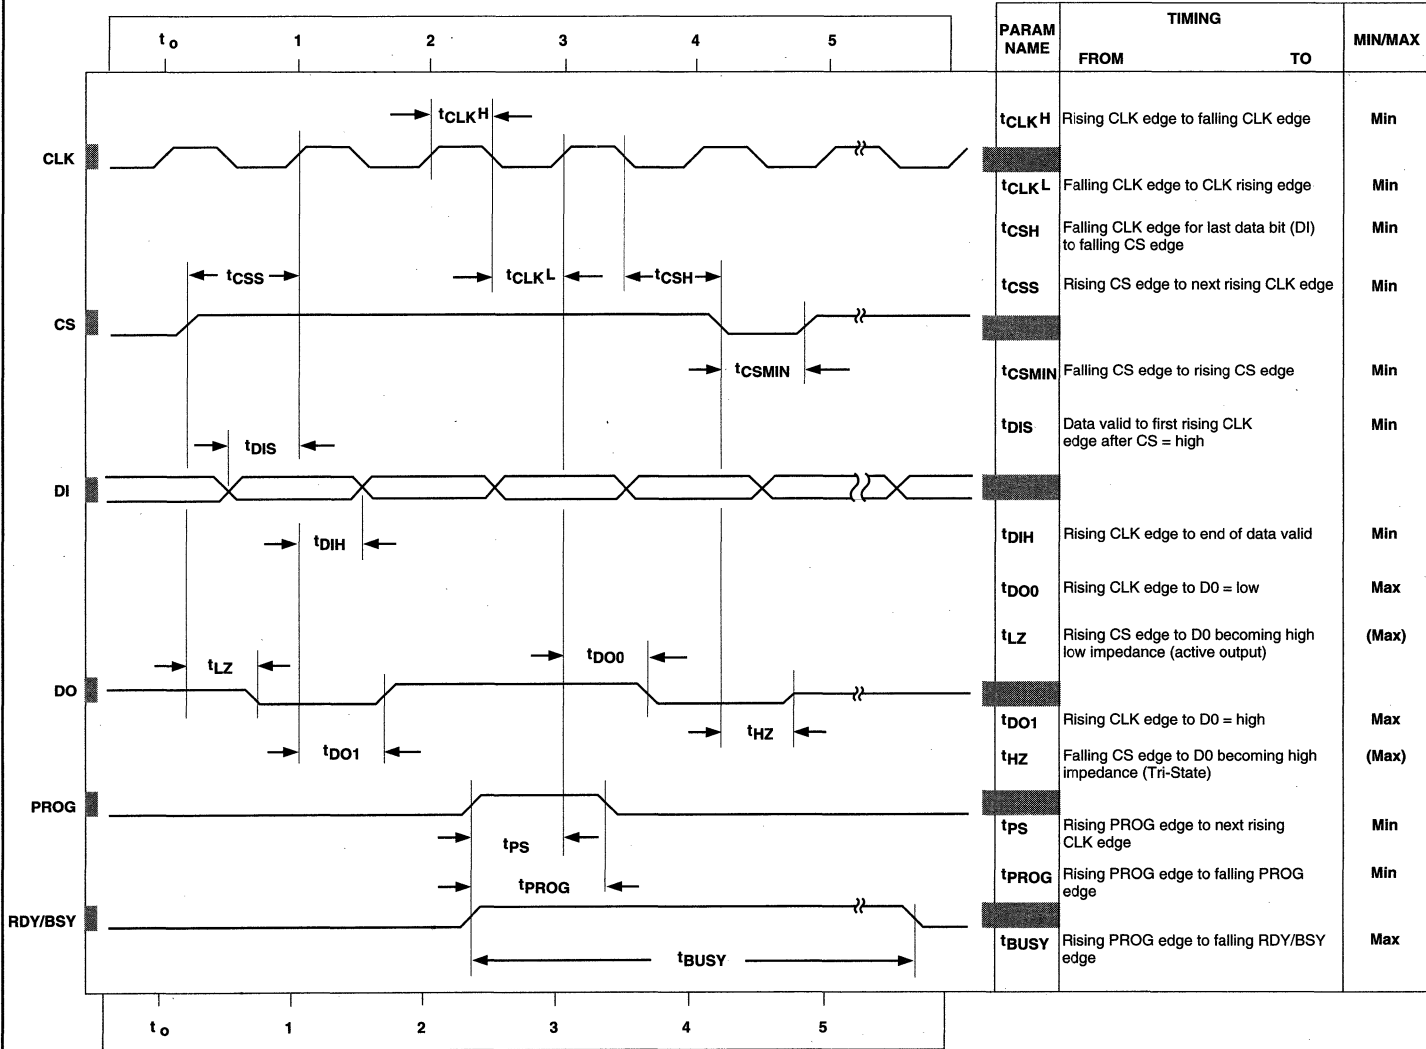 to 1 2 3 4 5
PARAM NAME
TIMING
FROM TO
MIN/MAX
tCLKH
CLK
tCSS
tCLKL
tCSH
CS
tCSMIN
tDIS
DI
tDIH
tLZ
tDO0
DO
tDO1
tHZ
PROG
tPS
tPROG
RDY/BSY
tBUSY
to 1 2 3 4 5
tCLKH Rising CLK edge to falling CLK edge Min
tCLKL Falling CLK edge to CLK rising edge Min
tCSH Falling CLK edge for last data bit (DI) Min
to falling CS edge
tCSS Rising CS edge to next rising CLK edge Min
tCSMIN Falling CS edge to rising CS edge Min
tDIS Data valid to first rising CLK Min
edge after CS = high
tDIH Rising CLK edge to end of data valid Min
tDO0 Rising CLK edge to D0 = low Max
tLZ Rising CS edge to D0 becoming high (Max)
low impedance (active output)
tDO1 Rising CLK edge to D0 = high Max
tHZ Falling CS edge to D0 becoming high (Max)
impedance (Tri-State)
tPS Rising PROG edge to next rising Min
CLK edge
tPROG Rising PROG edge to falling PROG Min
edge
tBUSY Rising PROG edge to falling RDY/BSY Max
edge